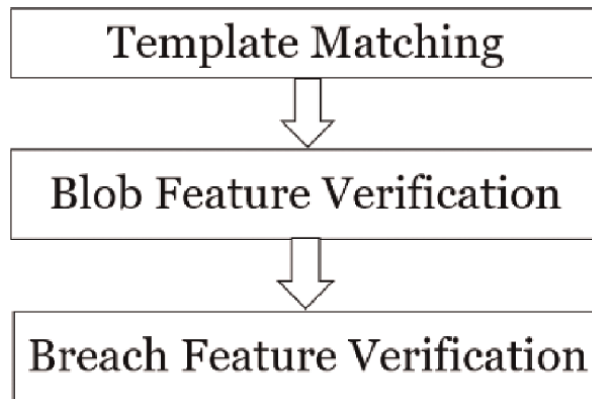 Template Matching
Blob Feature Verification
Breach Feature Verification